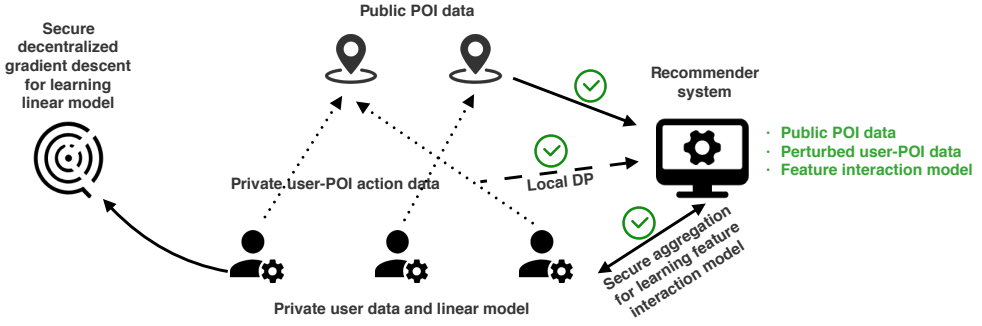 Public POI data
Secure
decentralized
gradient descent
for learning
linear model
Recommender
system
· Public POI data
· Perturbed user-POI data
· Feature interaction model
Private user-POI action data
Local DP
Secure aggregation
for learning feature
interaction model
Private user data and linear model